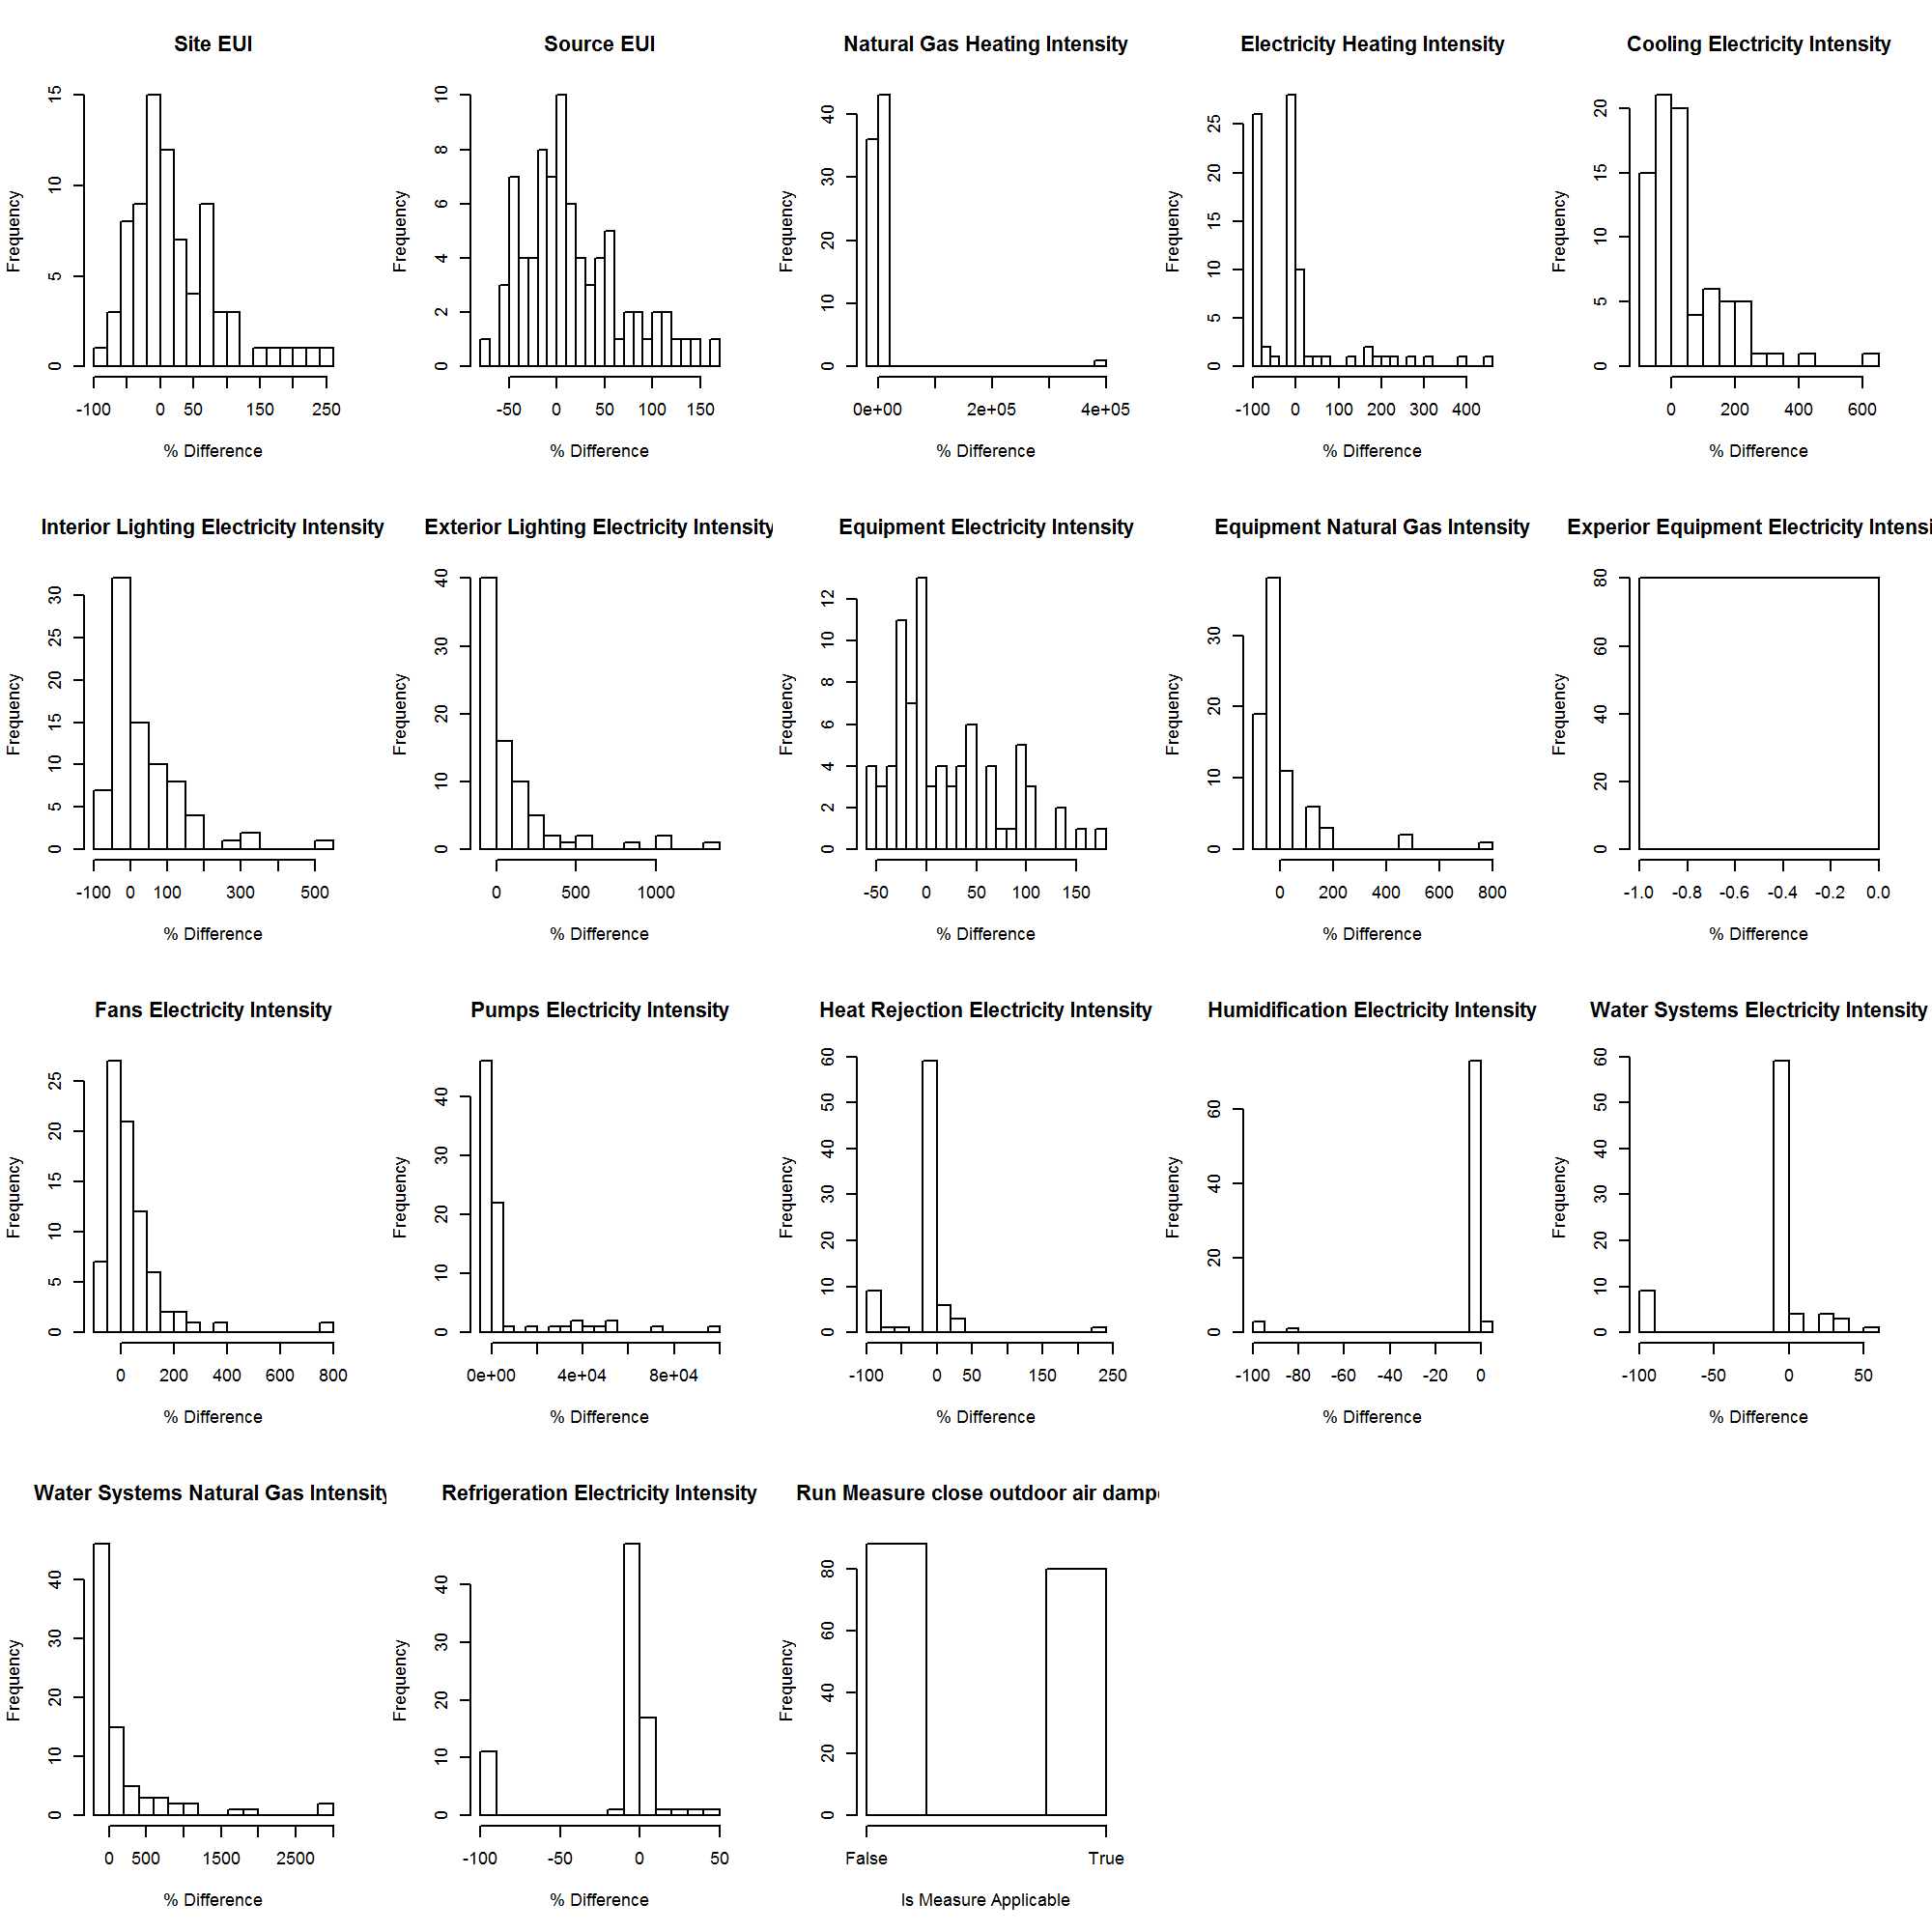 Site EUI
Frequency
0 5 10 15
-100 0 50 150 250
% Difference
Source EUI
Frequency
0 2 4 6 8 10
-50 0 50 100 150
% Difference
Natural Gas Heating Intensity
Frequency
0 10 20 30 40
0e+00 2e+05 4e+05
% Difference
Electricity Heating Intensity
Frequency
0 5 10 15 20 25
-100 0 100 200 300 400
% Difference
Cooling Electricity Intensity
Frequency
0 5 10 15 20
0 200 400 600
% Difference
Interior Lighting Electricity Intensity
Frequency
0 5 10 15 20 25 30
-100 0 100 300 500
% Difference
Exterior Lighting Electricity Intensity
Frequency
0 10 20 30 40
0 500 1000
% Difference
Equipment Electricity Intensity
Frequency
0 2 4 6 8 10 12
-50 0 50 100 150
% Difference
Equipment Natural Gas Intensity
Frequency
0 10 20 30
0 200 400 600 800
% Difference
Experior Equipment Electricity Intensi
Frequency
0 20 40 60 80
-1.0 -0.8 -0.6 -0.4 -0.2 0.0
% Difference
Fans Electricity Intensity
Frequency
0 5 10 15 20 25
0 200 400 600 800
% Difference
Pumps Electricity Intensity
Frequency
0 10 20 30 40
0e+00 4e+04 8e+04
% Difference
Heat Rejection Electricity Intensity
Frequency
0 10 20 30 40 50 60
-100 0 50 150 250
% Difference
Humidification Electricity Intensity
Frequency
0 20 40 60
-100 -80 -60 -40 -20 0
% Difference
Water Systems Electricity Intensity
Frequency
0 10 20 30 40 50 60
-100 -50 0 50
% Difference
Water Systems Natural Gas Intensity
Frequency
0 10 20 30 40
0 500 1500 2500
% Difference
Refrigeration Electricity Intensity
Frequency
0 10 20 30 40
-100 -50 0 50
% Difference
Run Measure close outdoor air damp
Frequency
0 20 40 60 80
False True
Is Measure Applicable